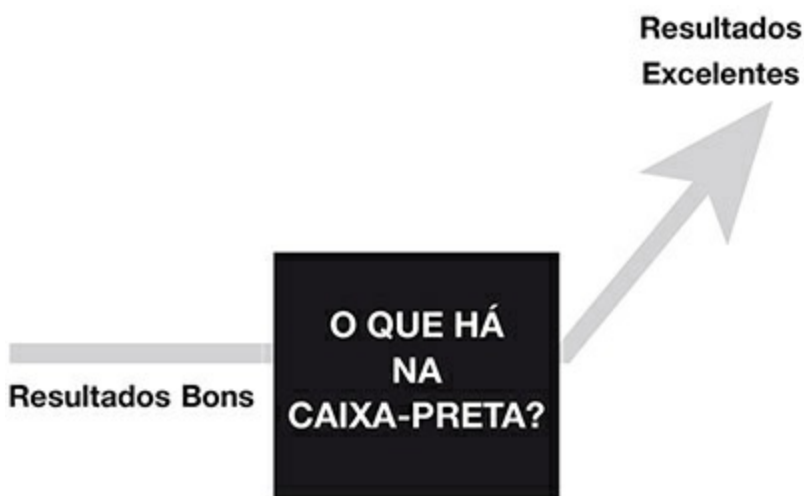 Resultados
Excelentes
O QUE HÁ
NA
CAIXA-PRETA?
Resultados Bons